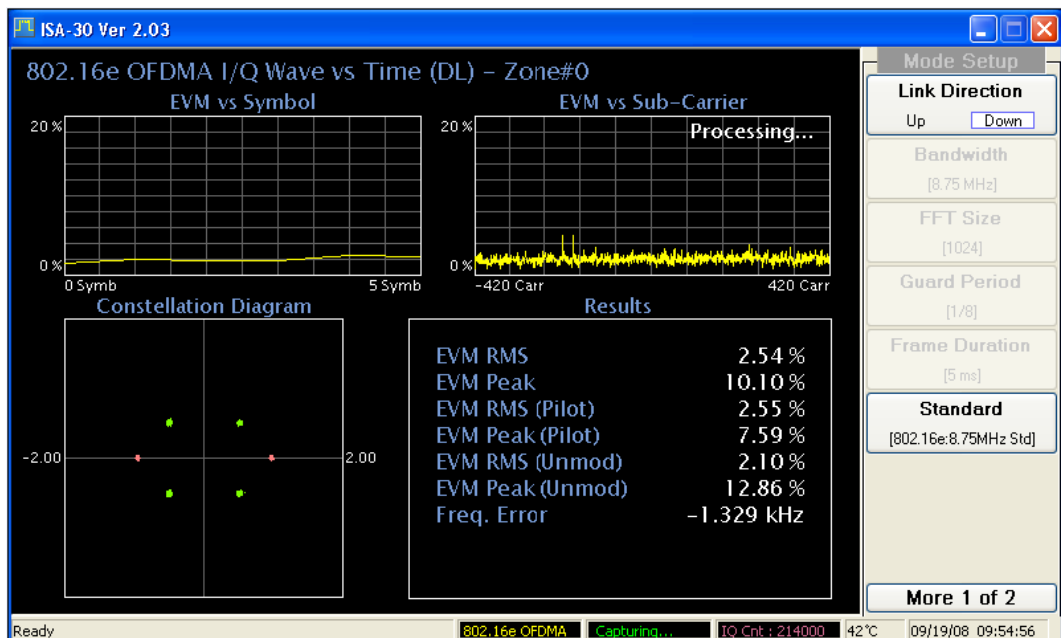 ISA-30 Ver 2.03
802.16e OFDMA I/Q Wave vs Time (DL) - Zone#0
EVM vs Symbol
20 %
0 %
0 Symb
5 Symb
EVM vs Sub-Carrier
Processing...
20 %
0 %
-420 Carr
420 Carr
Constellation Diagram
-2.00
2.00
Results
EVM RMS 2.54 %
EVM Peak 10.10 %
EVM RMS (Pilot) 2.55 %
EVM Peak (Pilot) 7.59 %
EVM RMS (Unmod) 2.10 %
EVM Peak (Unmod) 12.86 %
Freq. Error -1.329 kHz
Mode Setup
Link Direction
Up Down
Bandwidth
[8.75 MHz]
FFT Size
[1024]
Guard Period
[1/8]
Frame Duration
[5 ms]
Standard
[802.16e:8.75MHz Std]
More 1 of 2
Ready
802.16e OFDMA
Capturing...
IQ Cnt : 214000
42℃
09/19/08 09:54:56